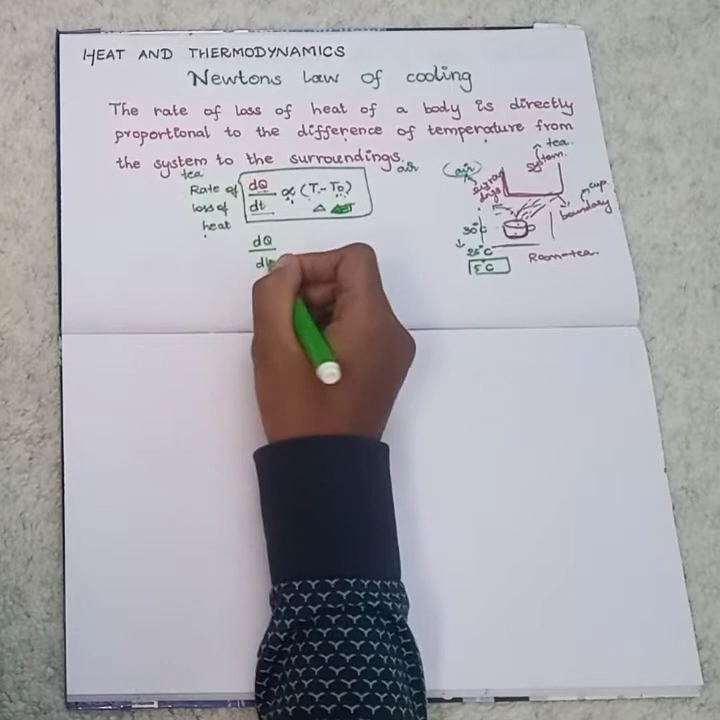 HEAT AND THERMODYNAMICS
Newtons law of cooling
The rate of loss of heat of a body is directly
proportional to the difference of temperature from
the system to the surroundings.
tea
air
Rate of
loss of
heat
dQ
dt
∝ (T-T₀)
dQ
tea.
system.
air
cup
boundary
30°C
25°C
5°C
Room-tea.